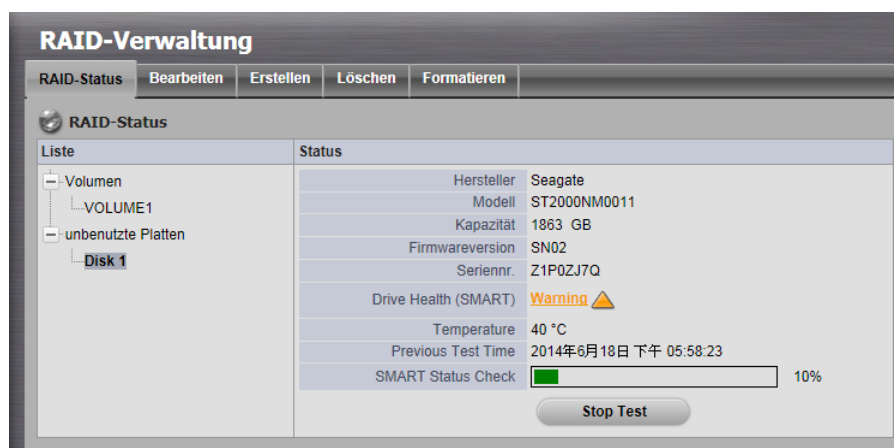 RAID-Verwaltung
RAID-Status Bearbeiten Erstellen Löschen Formatieren
RAID-Status
Liste
Volumen
VOLUME1
unbenutzte Platten
Disk 1
Status
Hersteller Seagate
Modell ST2000NM0011
Kapazität 1863 GB
Firmwareversion SN02
Seriennr. Z1P0ZJ7Q
Drive Health (SMART) Warning
Temperature 40 °C
Previous Test Time 2014年6月18日 下午 05:58:23
SMART Status Check 10%
Stop Test